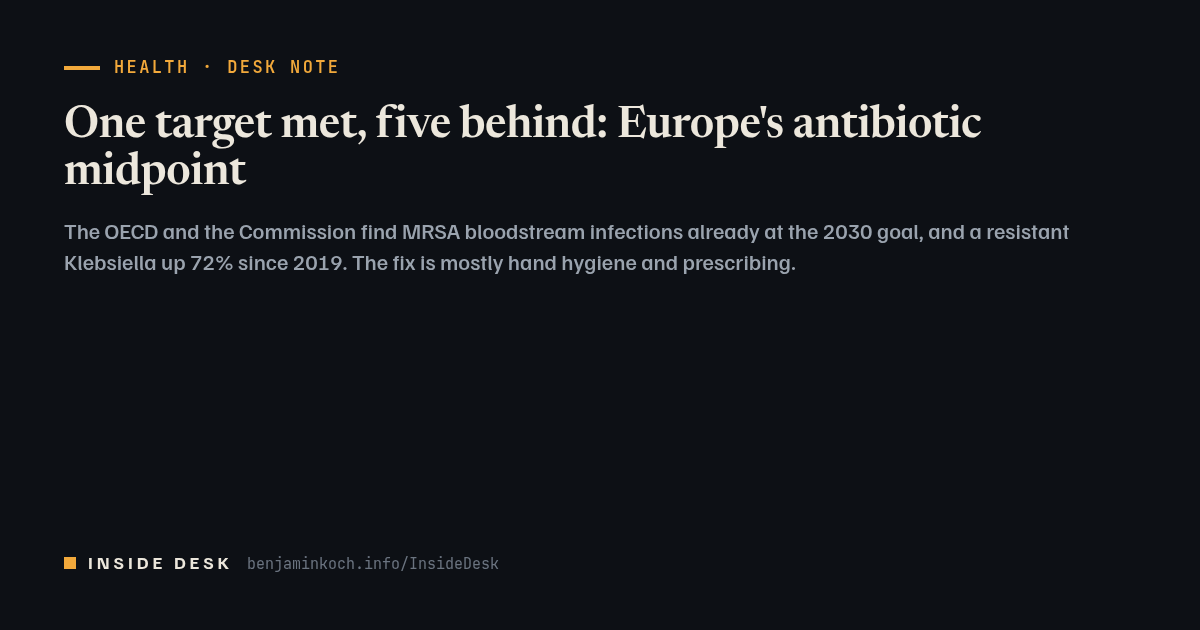 HEALTH · DESK NOTE
One target met, five behind: Europe's antibiotic
midpoint
The OECD and the Commission find MRSA bloodstream infections already at the 2030 goal, and a resistant
Klebsiella up 72% since 2019. The fix is mostly hand hygiene and prescribing.
INSIDE DESK benjaminkoch.info/InsideDesk